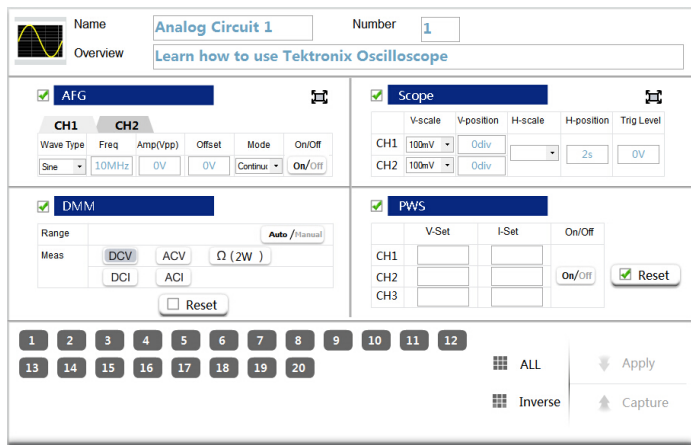 Name Analog Circuit 1 Number 1
Overview Learn how to use Tektronix Oscilloscope
AFG
CH1 CH2
Wave Type Freq Amp(Vpp) Offset Mode On/Off
Sine 10MHz 0V 0V Continuc On/Off
Scope
V-scale V-position H-scale H-position Trig Level
CH1 100mV 0div
2s 0V
CH2 100mV 0div
DMM
Range Auto /Manual
Meas DCV ACV Ω (2W )
DCI ACI
Reset
PWS
V-Set I-Set On/Off
CH1
CH2 On/Off Reset
CH3
1 2 3 4 5 6 7 8 9 10 11 12
13 14 15 16 17 18 19 20
ALL Apply
Inverse Capture